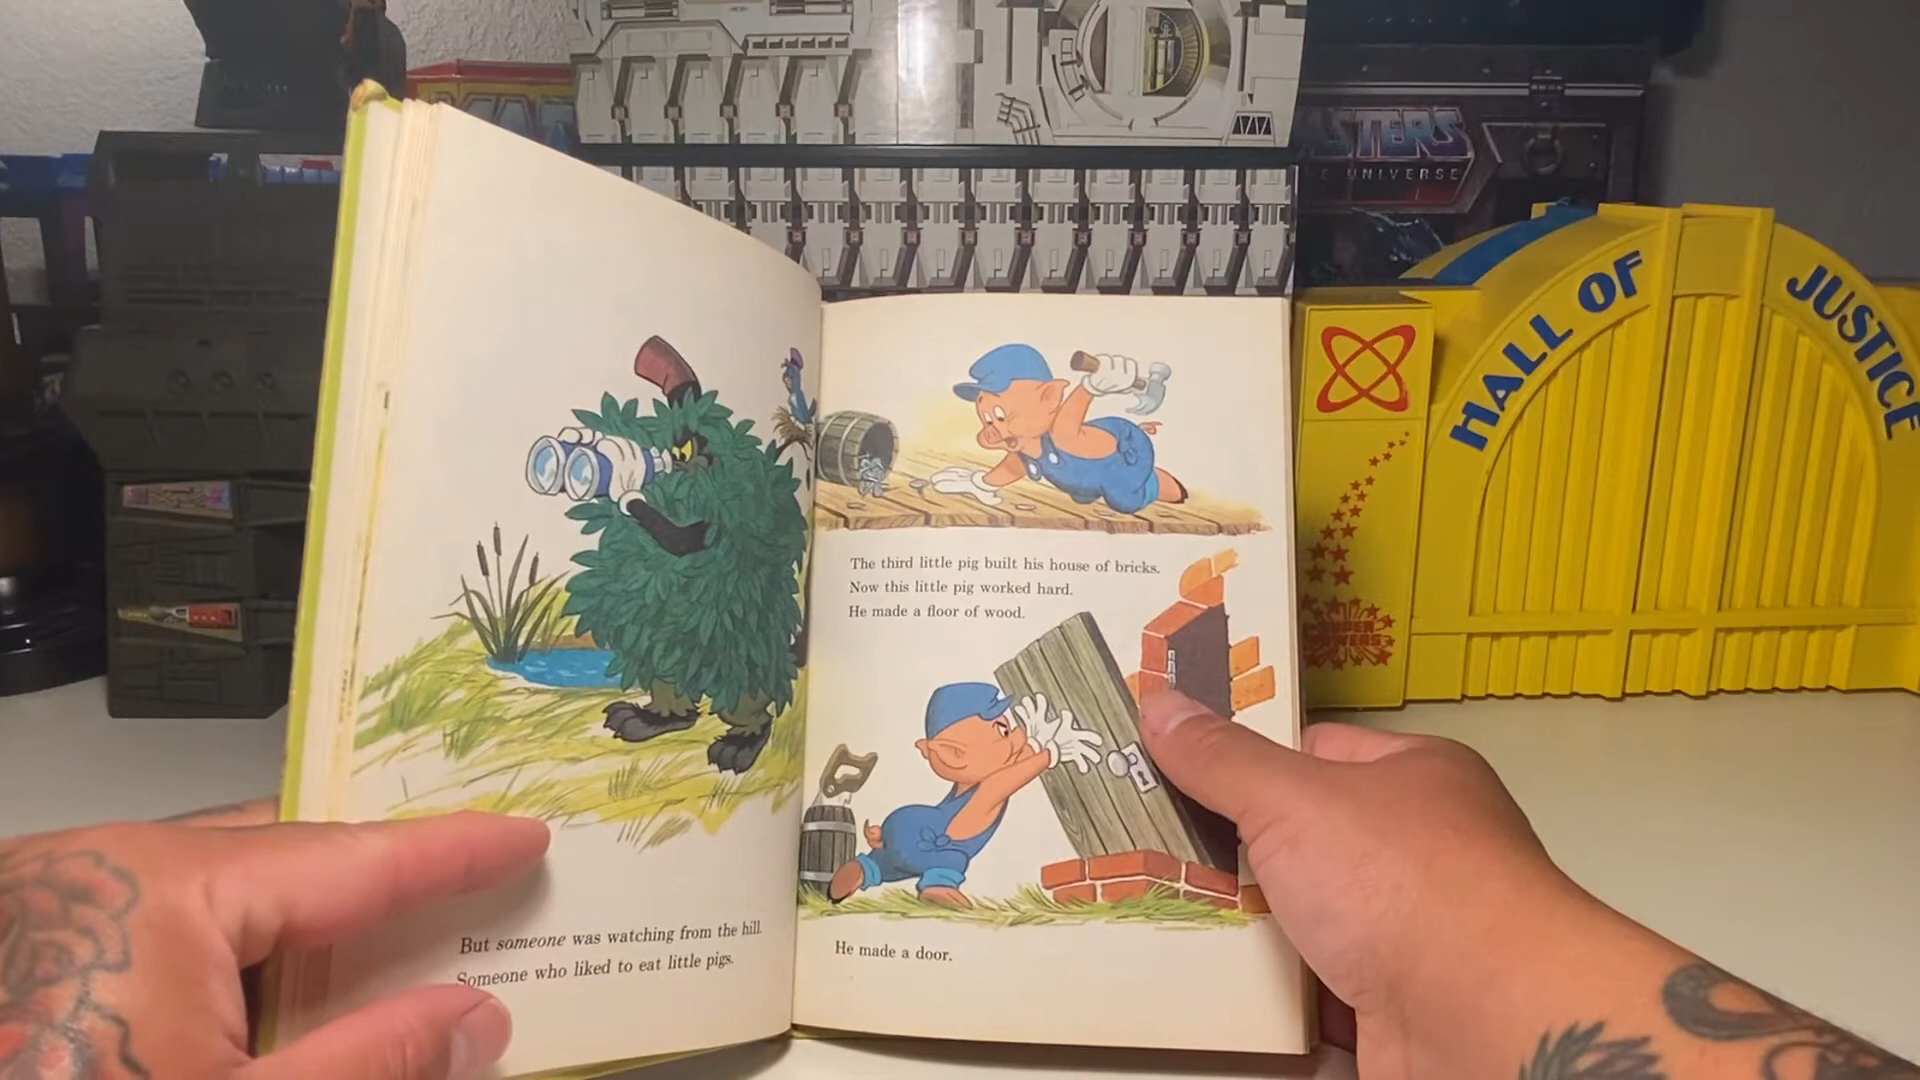 But someone was watching from the hill.
Someone who liked to eat little pigs.
The third little pig built his house of bricks.
Now this little pig worked hard.
He made a floor of wood.
He made a door.
HALL OF JUSTICE
UNIVERSE
POWERS